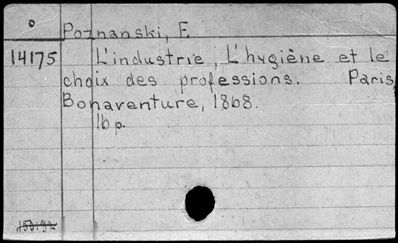 o
Poznanski, F.
14175 L'industrie, L'hygiène et le
choix des professions. Paris,
Bonaventure, 1868.
16 p.